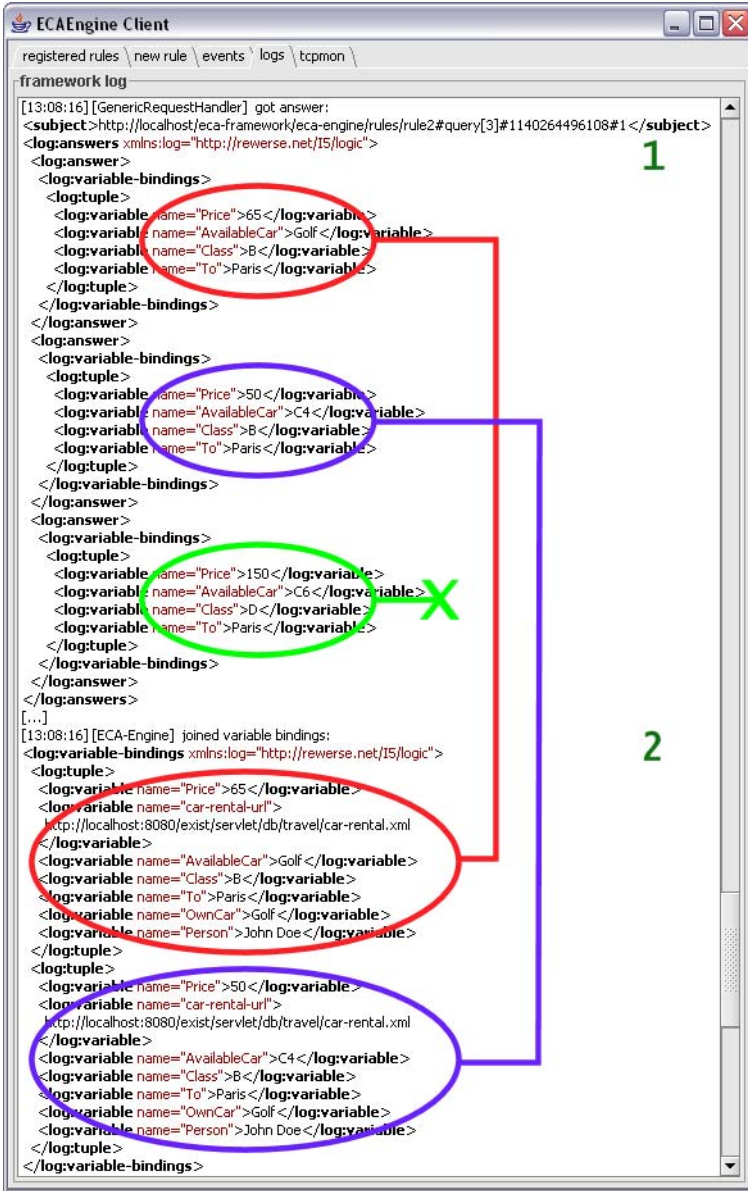 ECAEngine Client
registered rules new rule events logs tcpmon
framework log
[13:08:16] [GenericRequestHandler] got answer:
<subject>http://localhost/eca-framework/eca-engine/rules/rule2#query[3]#1140264496108#1</subject>
<log:answers xmlns:log="http://rewerse.net/I5/logic">
1
<log:answer>
<log:variable-bindings>
<log:tuple>
<log:variable name="Price">65</log:variable>
<log:variable name="AvailableCar">Golf</log:variable>
<log:variable name="Class">B</log:variable>
<log:variable name="To">Paris</log:variable>
</log:tuple>
</log:variable-bindings>
</log:answer>
<log:answer>
<log:variable-bindings>
<log:tuple>
<log:variable name="Price">50</log:variable>
<log:variable name="AvailableCar">C4</log:variable>
<log:variable name="Class">B</log:variable>
<log:variable name="To">Paris</log:variable>
</log:tuple>
</log:variable-bindings>
</log:answer>
<log:answer>
<log:variable-bindings>
<log:tuple>
<log:variable name="Price">150</log:variable>
<log:variable name="AvailableCar">C6</log:variable>
<log:variable name="Class">D</log:variable>
X
<log:variable name="To">Paris</log:variable>
</log:tuple>
</log:variable-bindings>
</log:answer>
</log:answers>
[...]
[13:08:16] [ECA-Engine] joined variable bindings:
<log:variable-bindings xmlns:log="http://rewerse.net/I5/logic">
2
<log:tuple>
<log:variable name="Price">65</log:variable>
<log:variable name="car-rental-url">
http://localhost:8080/exist/servlet/db/travel/car-rental.xml
</log:variable>
<log:variable name="AvailableCar">Golf</log:variable>
<log:variable name="Class">B</log:variable>
<log:variable name="To">Paris</log:variable>
<log:variable name="OwnCar">Golf</log:variable>
<log:variable name="Person">John Doe</log:variable>
</log:tuple>
<log:tuple>
<log:variable name="Price">50</log:variable>
<log:variable name="car-rental-url">
http://localhost:8080/exist/servlet/db/travel/car-rental.xml
</log:variable>
<log:variable name="AvailableCar">C4</log:variable>
<log:variable name="Class">B</log:variable>
<log:variable name="To">Paris</log:variable>
<log:variable name="OwnCar">Golf</log:variable>
<log:variable name="Person">John Doe</log:variable>
</log:tuple>
</log:variable-bindings>